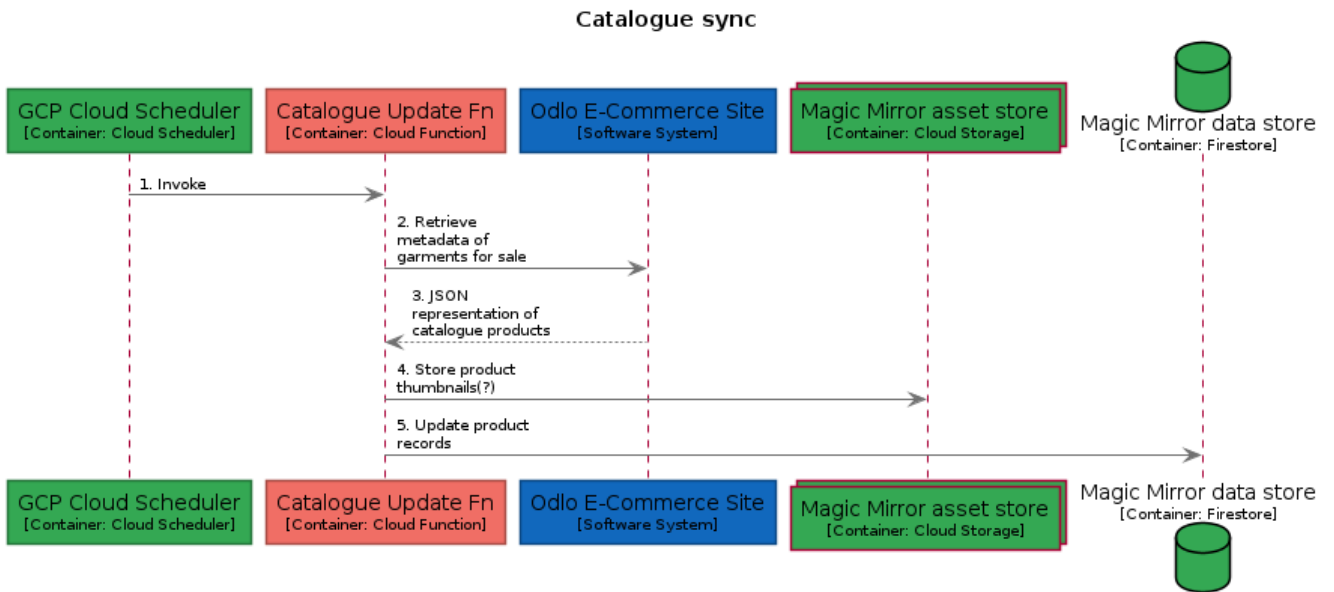 Catalogue sync
GCP Cloud Scheduler
[Container: Cloud Scheduler]
Catalogue Update Fn
[Container: Cloud Function]
Odlo E-Commerce Site
[Software System]
Magic Mirror asset store
[Container: Cloud Storage]
Magic Mirror data store
[Container: Firestore]
1. Invoke
2. Retrieve
metadata of
garments for sale
3. JSON
representation of
catalogue products
4. Store product
thumbnails(?)
5. Update product
records
GCP Cloud Scheduler
[Container: Cloud Scheduler]
Catalogue Update Fn
[Container: Cloud Function]
Odlo E-Commerce Site
[Software System]
Magic Mirror asset store
[Container: Cloud Storage]
Magic Mirror data store
[Container: Firestore]